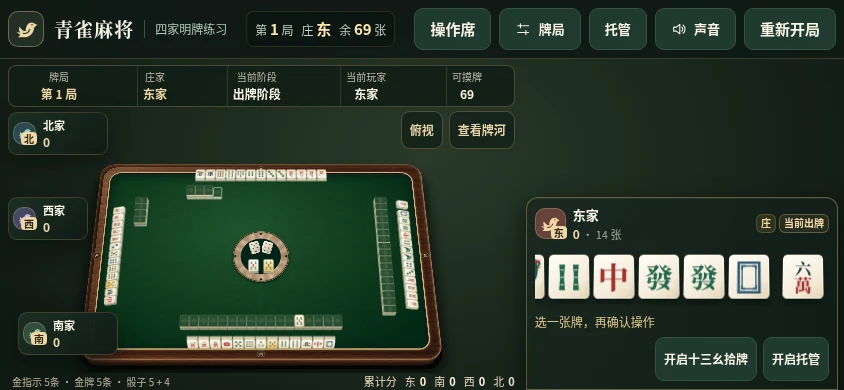 青雀麻将 四家明牌练习 第1局 庄东 余69张 操作席 牌局 托管 声音 重新开局
牌局 庄家 当前阶段 当前玩家 可摸牌
第1局 东家 出牌阶段 东家 69
北家
北 0
俯视 查看牌河
西家
西 0
南家
南 0
东家
东 0 · 14 张
庄 当前出牌
中 發 發 六萬
选一张牌，再确认操作
开启十三幺拾牌 开启托管
金指示 5条 · 金牌 5条 · 骰子 5 + 4
累计分 东 0 南 0 西 0 北 0